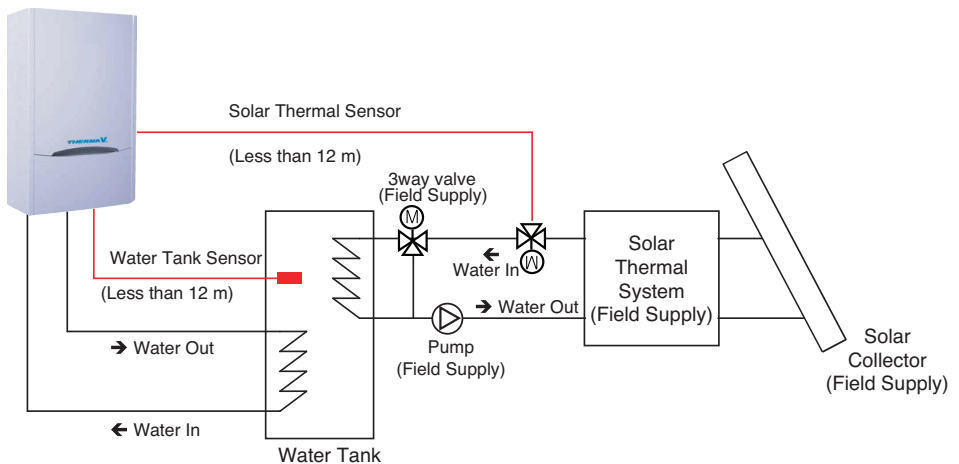 THERMA V.
Solar Thermal Sensor
(Less than 12 m)
3way valve
(Field Supply)
M
M
Water Tank Sensor
(Less than 12 m)
← Water In
→ Water Out
Pump
(Field Supply)
Solar
Thermal
System
(Field Supply)
Solar
Collector
(Field Supply)
→ Water Out
← Water In
Water Tank